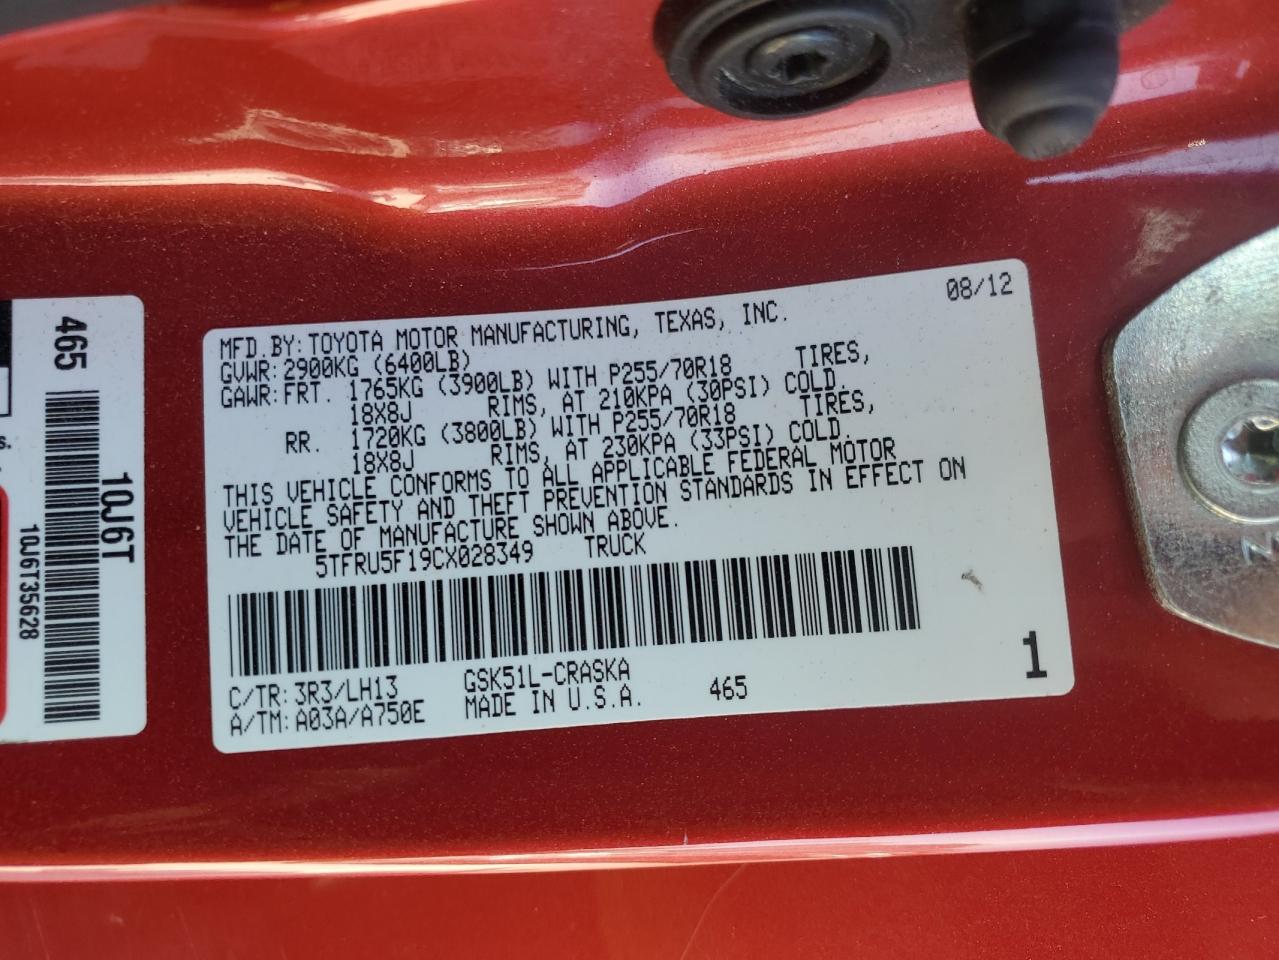 08/12
MFD.BY: TOYOTA MOTOR MANUFACTURING, TEXAS, INC.
GVWR: 2900KG (6400LB)
GAWR: FRT. 1765KG (3900LB) WITH P255/70R18 TIRES,
18X8J RIMS, AT 210KPA (30PSI) COLD.
RR. 1720KG (3800LB) WITH P255/70R18 TIRES,
18X8J RIMS, AT 230KPA (33PSI) COLD.
THIS VEHICLE CONFORMS TO ALL APPLICABLE FEDERAL MOTOR
VEHICLE SAFETY AND THEFT PREVENTION STANDARDS IN EFFECT ON
THE DATE OF MANUFACTURE SHOWN ABOVE.
5TFRU5F19CX028349 TRUCK
C/TR: 3R3/LH13 GSK51L-CRASKA
A/TM: A03A/A750E MADE IN U.S.A. 465
1
465
10J6T
10J6T35628
s.